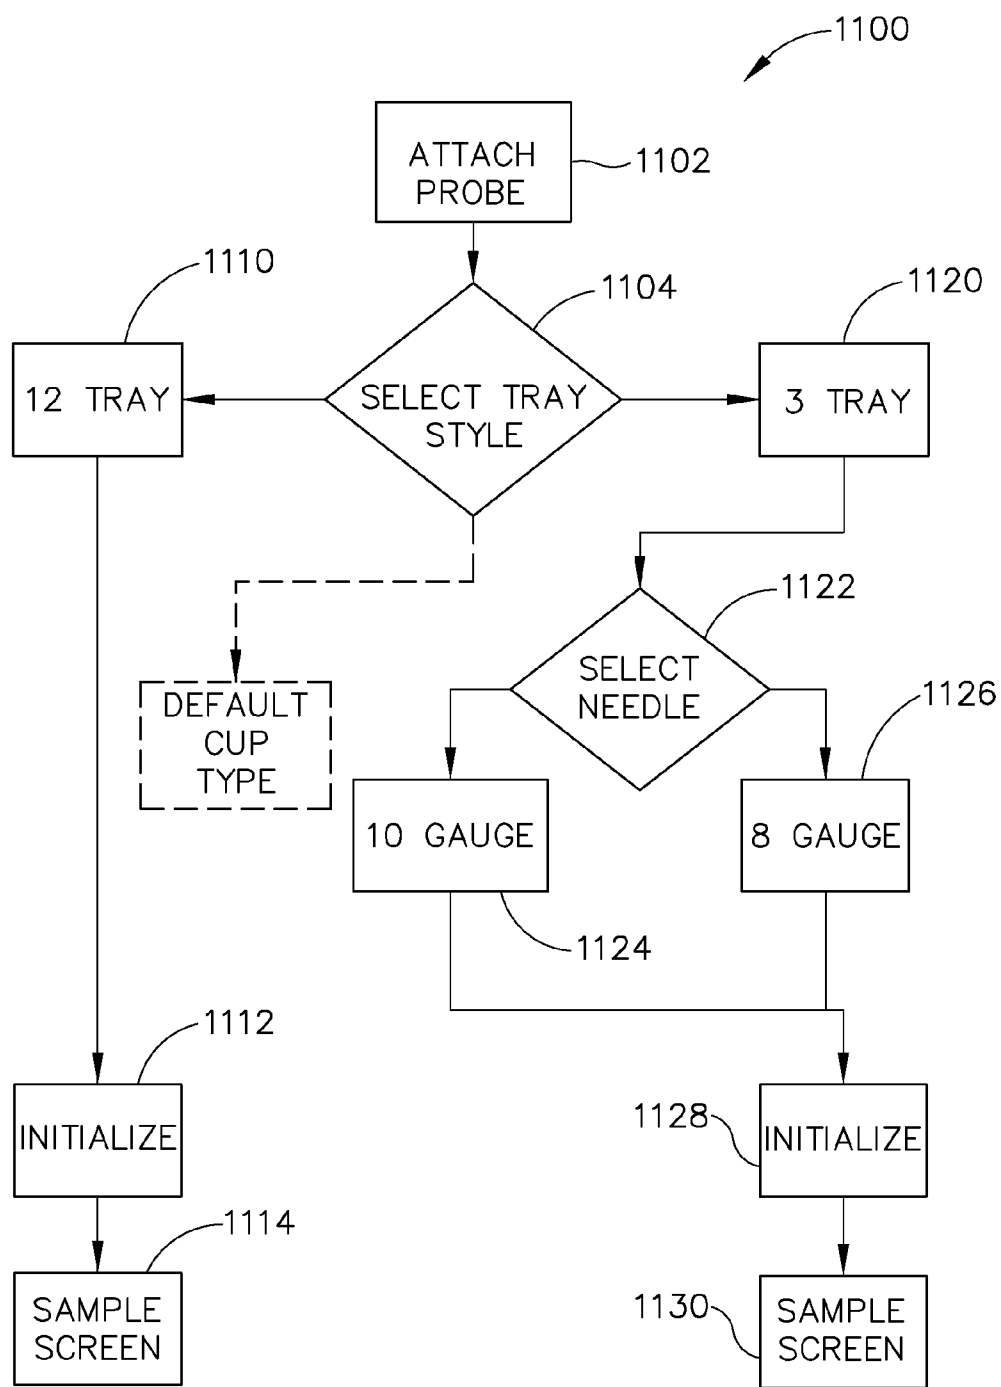 1100
ATTACH
PROBE
1102
1110
1104
1120
12 TRAY
SELECT TRAY
STYLE
3 TRAY
1122
SELECT
NEEDLE
DEFAULT
CUP
TYPE
1126
10 GAUGE
8 GAUGE
1124
1112
INITIALIZE
1128
INITIALIZE
1114
SAMPLE
SCREEN
1130
SAMPLE
SCREEN